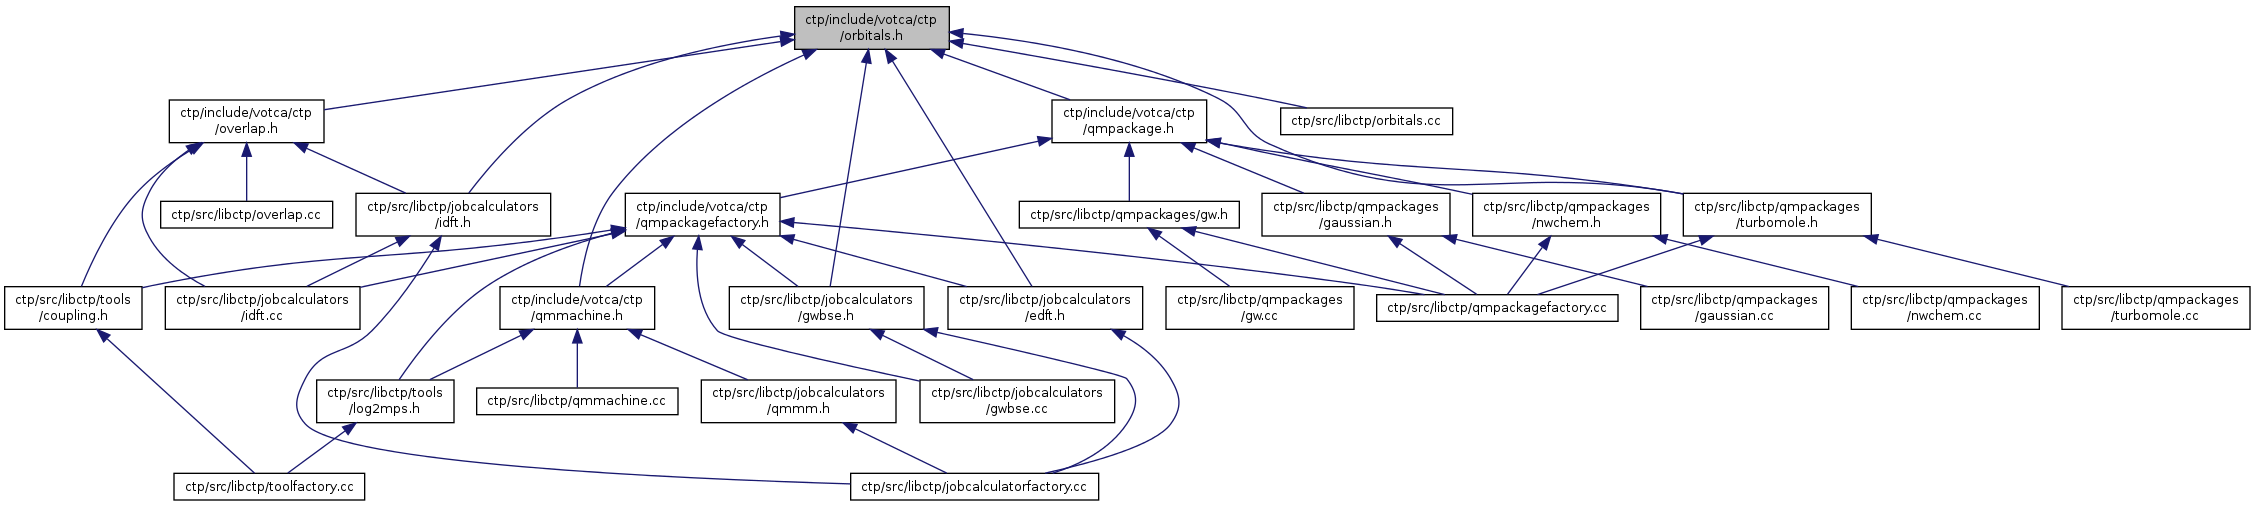 ctp/include/votca/ctp
/orbitals.h
ctp/include/votca/ctp
/overlap.h
ctp/include/votca/ctp
/qmpackage.h
ctp/src/libctp/orbitals.cc
ctp/src/libctp/overlap.cc
ctp/src/libctp/jobcalculators
/idft.h
ctp/include/votca/ctp
/qmpackagefactory.h
ctp/src/libctp/qmpackages/gw.h
ctp/src/libctp/qmpackages
/gaussian.h
ctp/src/libctp/qmpackages
/nwchem.h
ctp/src/libctp/qmpackages
/turbomole.h
ctp/src/libctp/tools
/coupling.h
ctp/src/libctp/jobcalculators
/idft.cc
ctp/include/votca/ctp
/qmmachine.h
ctp/src/libctp/jobcalculators
/gwbse.h
ctp/src/libctp/jobcalculators
/edft.h
ctp/src/libctp/qmpackages
/gw.cc
ctp/src/libctp/qmpackagefactory.cc
ctp/src/libctp/qmpackages
/gaussian.cc
ctp/src/libctp/qmpackages
/nwchem.cc
ctp/src/libctp/qmpackages
/turbomole.cc
ctp/src/libctp/tools
/log2mps.h
ctp/src/libctp/qmmachine.cc
ctp/src/libctp/jobcalculators
/qmmm.h
ctp/src/libctp/jobcalculators
/gwbse.cc
ctp/src/libctp/toolfactory.cc
ctp/src/libctp/jobcalculatorfactory.cc